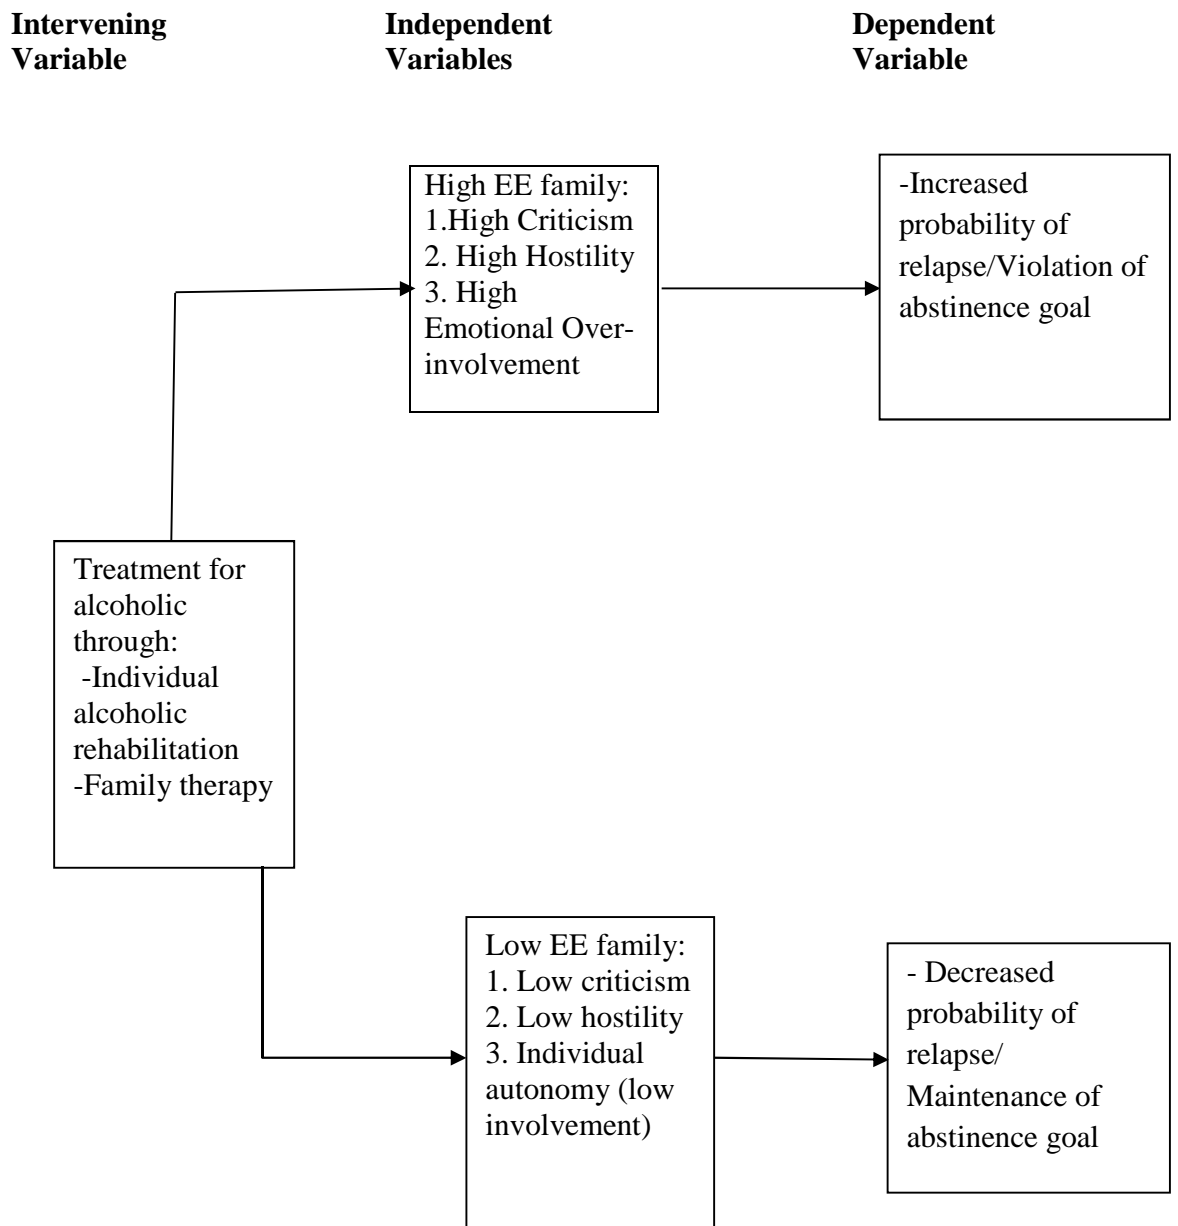 Intervening
Variable
Independent
Variables
Dependent
Variable
High EE family:
1.High Criticism
2. High Hostility
3. High
Emotional Over-
involvement
-Increased
probability of
relapse/Violation of
abstinence goal
Treatment for
alcoholic
through:
-Individual
alcoholic
rehabilitation
-Family therapy
Low EE family:
1. Low criticism
2. Low hostility
3. Individual
autonomy (low
involvement)
- Decreased
probability of
relapse/
Maintenance of
abstinence goal